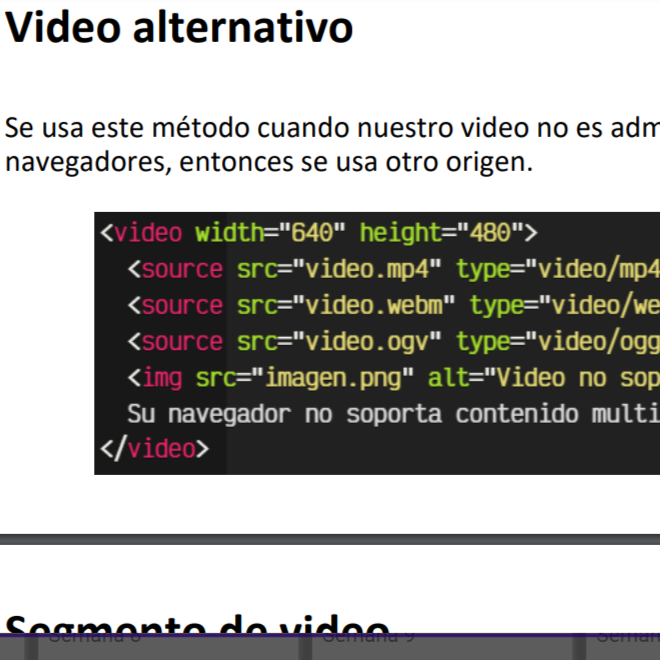 Video alternativo
Se usa este método cuando nuestro video no es adm
navegadores, entonces se usa otro origen.
<video width="640" height="480">
<source src="video.mp4" type="video/mp4
<source src="video.webm" type="video/we
<source src="video.ogv" type="video/ogg
<img src="imagen.png" alt="Video no sop
Su navegador no soporta contenido multi
</video>
Segmento de video
Semana 8
Semana 9
Seman